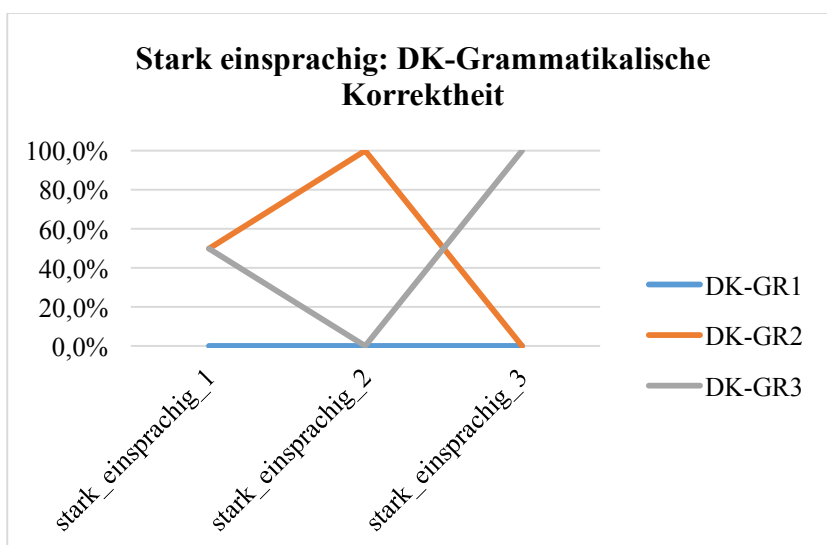 Stark einsprachig: DK-Grammatikalische
Korrektheit
100,0%
80,0%
60,0%
40,0%
20,0%
0,0%
stark_einsprachig_1
stark_einsprachig_2
stark_einsprachig_3
DK-GR1
DK-GR2
DK-GR3